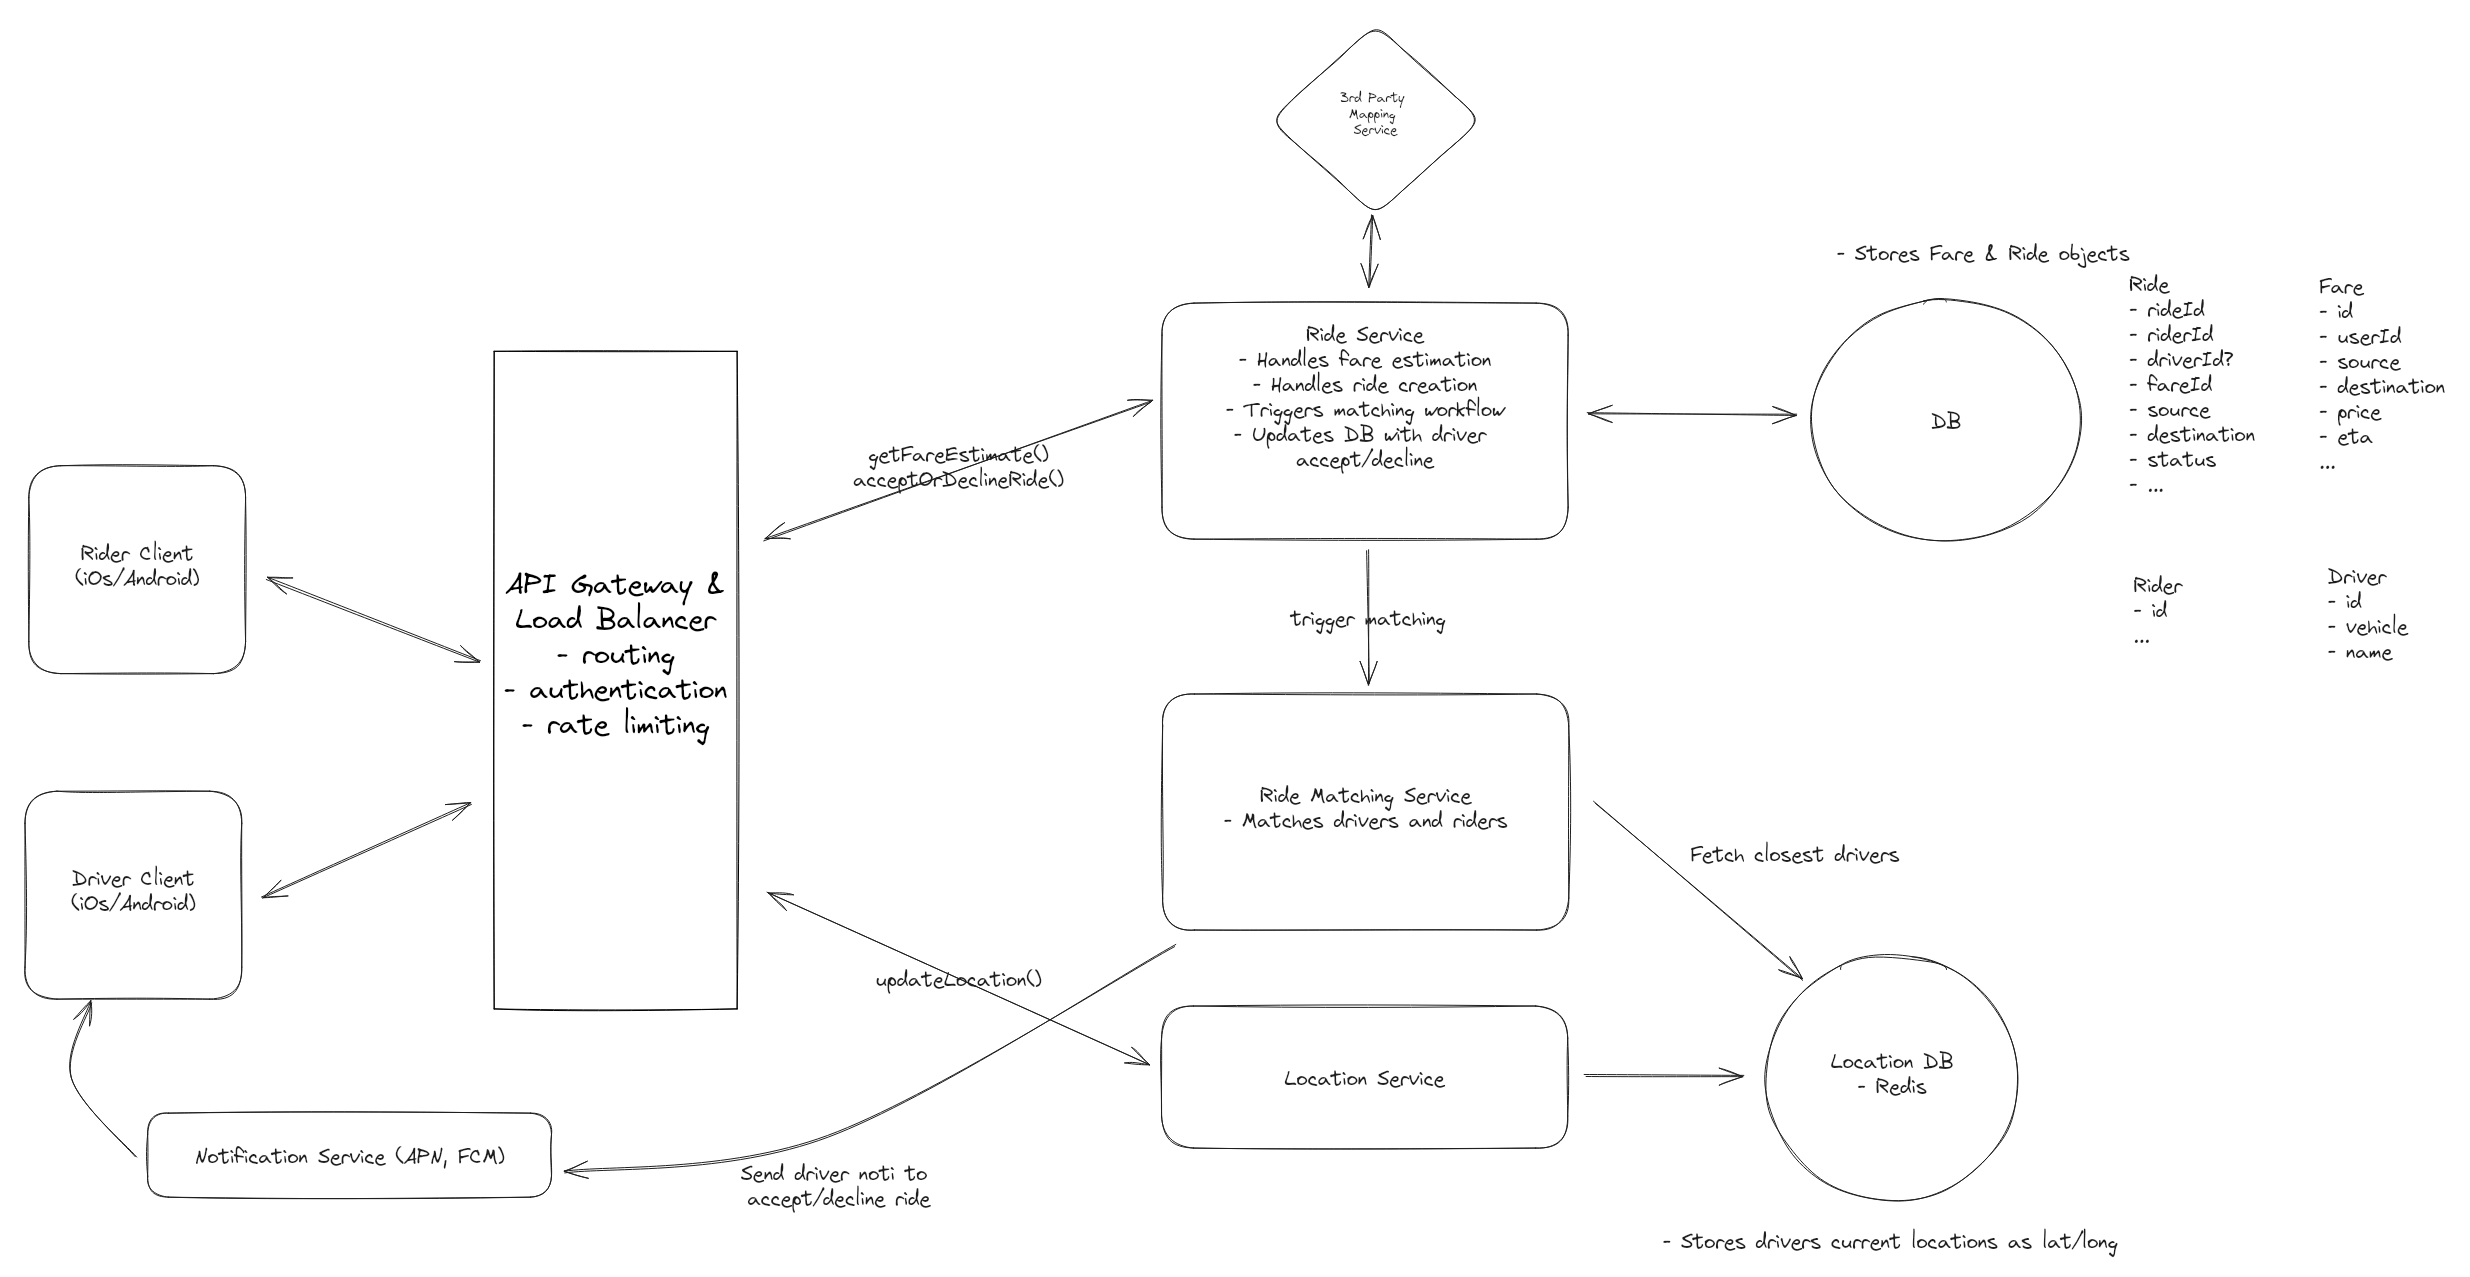 3rd Party
Mapping
Service
- Stores Fare & Ride objects
Ride
- rideId
- riderId
- driverId?
- fareId
- source
- destination
- status
- ...
Fare
- id
- userId
- source
- destination
- price
- eta
...
Ride Service
- Handles fare estimation
- Handles ride creation
- Triggers matching workflow
- Updates DB with driver
accept/decline
DB
getFareEstimate()
acceptOrDeclineRide()
Rider Client
(iOs/Android)
API Gateway &
Load Balancer
- routing
- authentication
- rate limiting
trigger matching
Rider
- id
...
Driver
- id
- vehicle
- name
Ride Matching Service
- Matches drivers and riders
Fetch closest drivers
Driver Client
(iOs/Android)
updateLocation()
Location Service
Location DB
- Redis
Notification Service (APN, FCM)
Send driver noti to
accept/decline ride
- Stores drivers current locations as lat/long